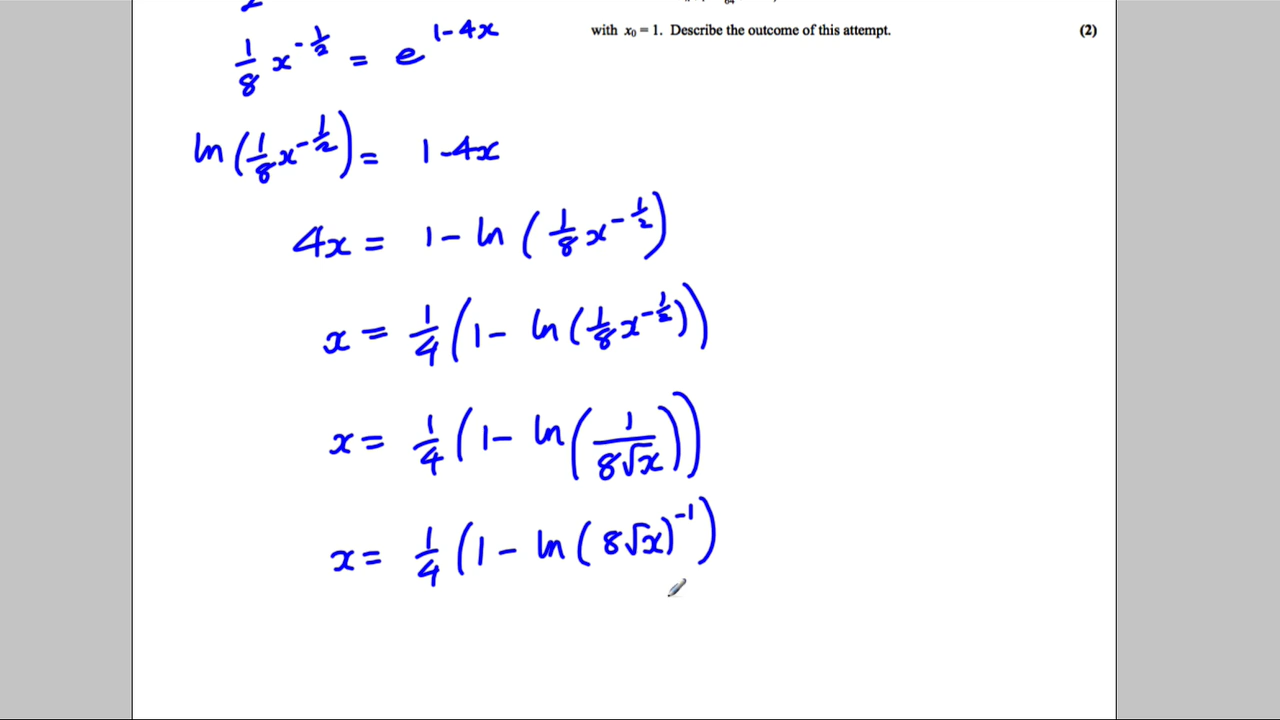 with x₀ = 1. Describe the outcome of this attempt. (2)
1/8 x^(-1/2) = e^(1-4x)
ln(1/8 x^(-1/2)) = 1-4x
4x = 1 - ln(1/8 x^(-1/2))
x = 1/4 (1 - ln(1/8 x^(-1/2)))
x = 1/4 (1 - ln(1/(8√x)))
x = 1/4 (1 - ln(8√x)^(-1))